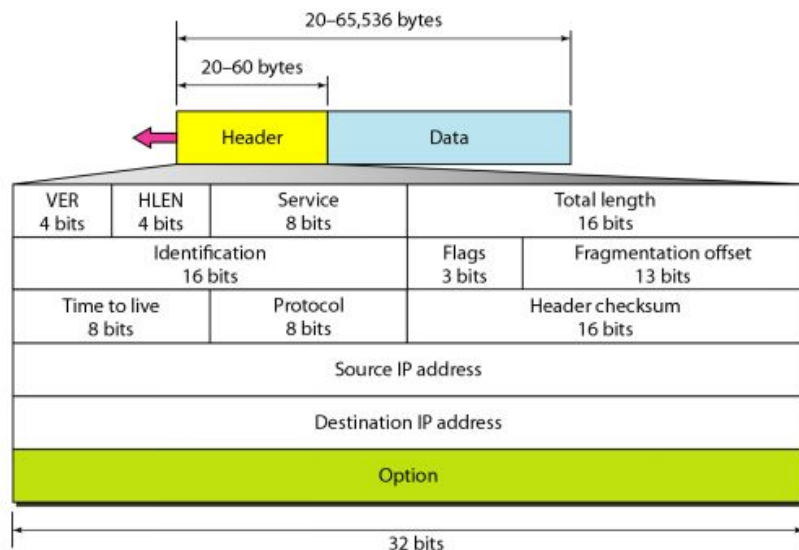 20–65,536 bytes
20–60 bytes
Header
Data
VER
4 bits
HLEN
4 bits
Service
8 bits
Total length
16 bits
Identification
16 bits
Flags
3 bits
Fragmentation offset
13 bits
Time to live
8 bits
Protocol
8 bits
Header checksum
16 bits
Source IP address
Destination IP address
Option
32 bits